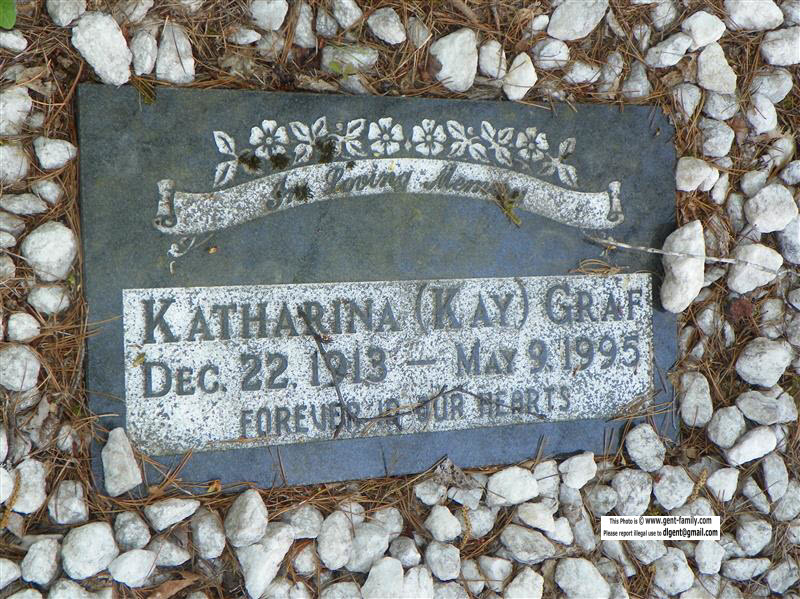 In Loving Memory
KATHARINA (KAY) GRAF
DEC. 22. 1913 — MAY 9. 1995
FOREVER IN OUR HEARTS
This Photo is © www.gent-family.com
Please report illegal use to dlgent@gmail.com